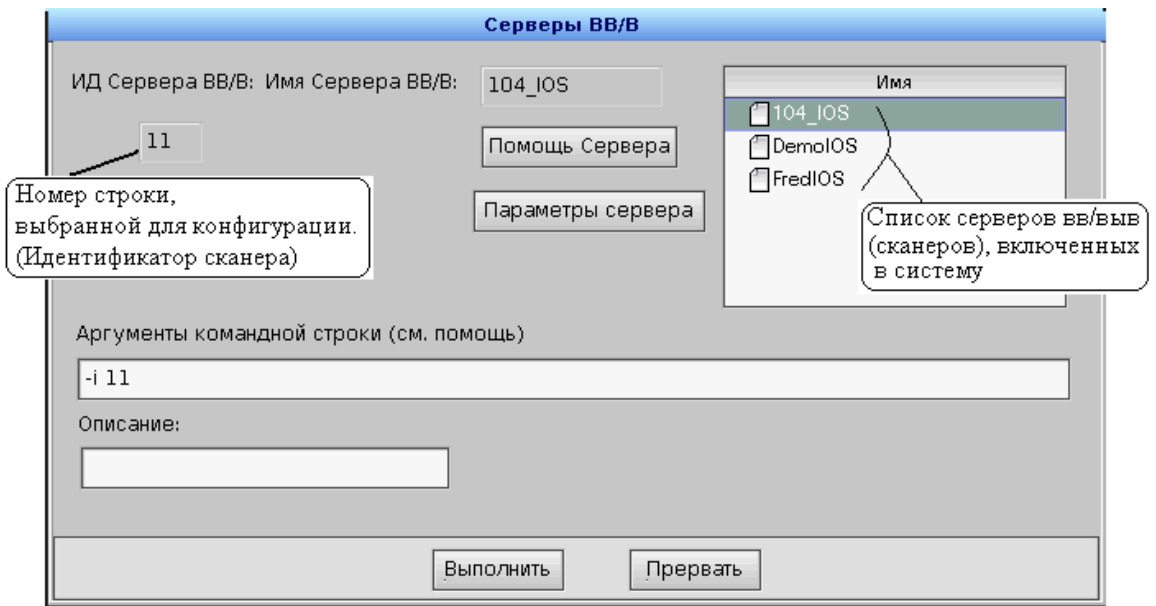 Серверы ВВ/В
ИД Сервера ВВ/В: Имя Сервера ВВ/В:
104_IOS
11
Помощь Сервера
Параметры сервера
Имя
104_IOS
DemoIOS
FredIOS
Номер строки,
выбранной для конфигурации.
(Идентификатор сканера)
Список серверов вв/выв
(сканеров), включенных
в систему
Аргументы командной строки (см. помощь)
-i 11
Описание:
Выполнить
Прервать